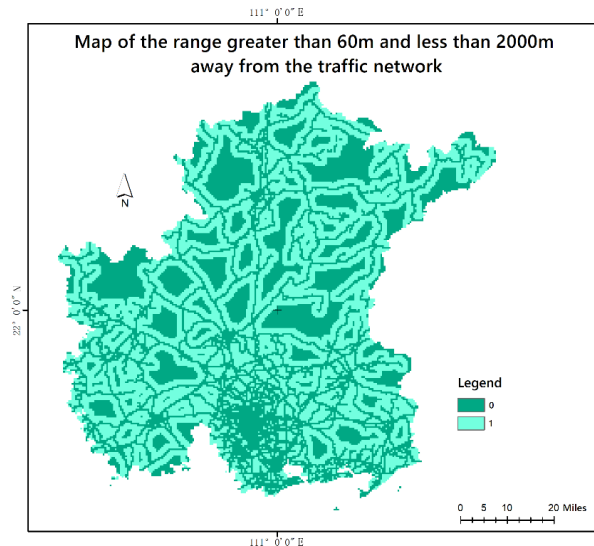 111° 0′0″E
Map of the range greater than 60m and less than 2000m
away from the traffic network
N
22° 0′0″N
Legend
0
1
0 5 10 20 Miles
111° 0′0″E